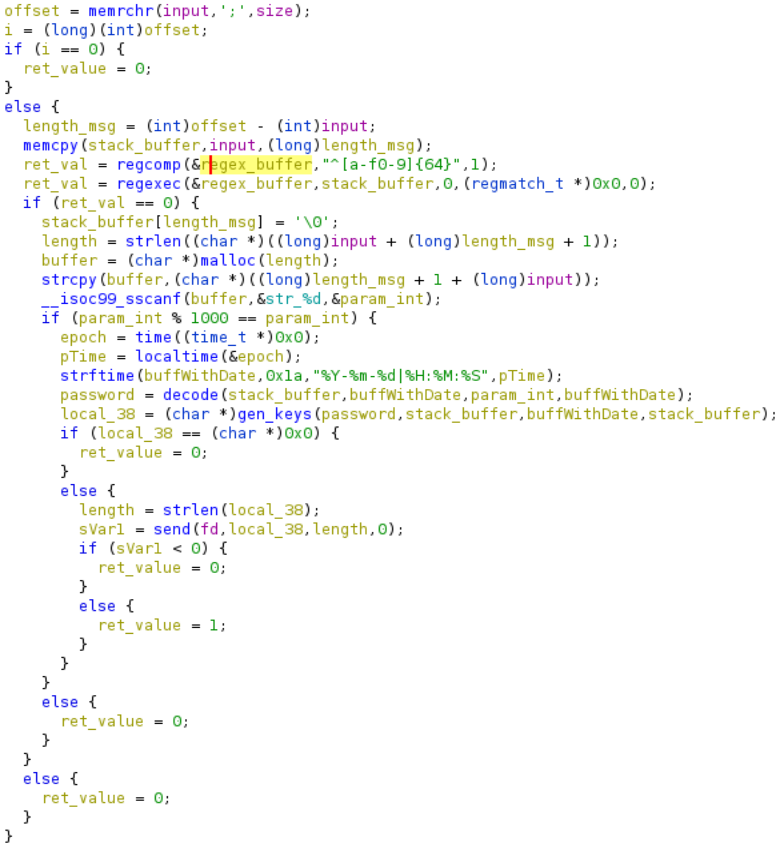 offset = memrchr(input,';',size);
i = (long)(int)offset;
if (i == 0) {
  ret_value = 0;
}
else {
  length_msg = (int)offset - (int)input;
  memcpy(stack_buffer,input,(long)length_msg);
  ret_val = regcomp(&regex_buffer,"^[a-f0-9]{64}",1);
  ret_val = regexec(&regex_buffer,stack_buffer,0,(regmatch_t *)0x0,0);
  if (ret_val == 0) {
    stack_buffer[length_msg] = '\0';
    length = strlen((char *)((long)input + (long)length_msg + 1));
    buffer = (char *)malloc(length);
    strcpy(buffer,(char *)((long)length_msg + 1 + (long)input));
    __isoc99_sscanf(buffer,&str_%d,&param_int);
    if (param_int % 1000 == param_int) {
      epoch = time((time_t *)0x0);
      pTime = localtime(&epoch);
      strftime(buffWithDate,0x1a,"%Y-%m-%d|%H:%M:%S",pTime);
      password = decode(stack_buffer,buffWithDate,param_int,buffWithDate);
      local_38 = (char *)gen_keys(password,stack_buffer,buffWithDate,stack_buffer);
      if (local_38 == (char *)0x0) {
        ret_value = 0;
      }
      else {
        length = strlen(local_38);
        sVar1 = send(fd,local_38,length,0);
        if (sVar1 < 0) {
          ret_value = 0;
        }
        else {
          ret_value = 1;
        }
      }
    }
    else {
      ret_value = 0;
    }
  }
  else {
    ret_value = 0;
  }
}